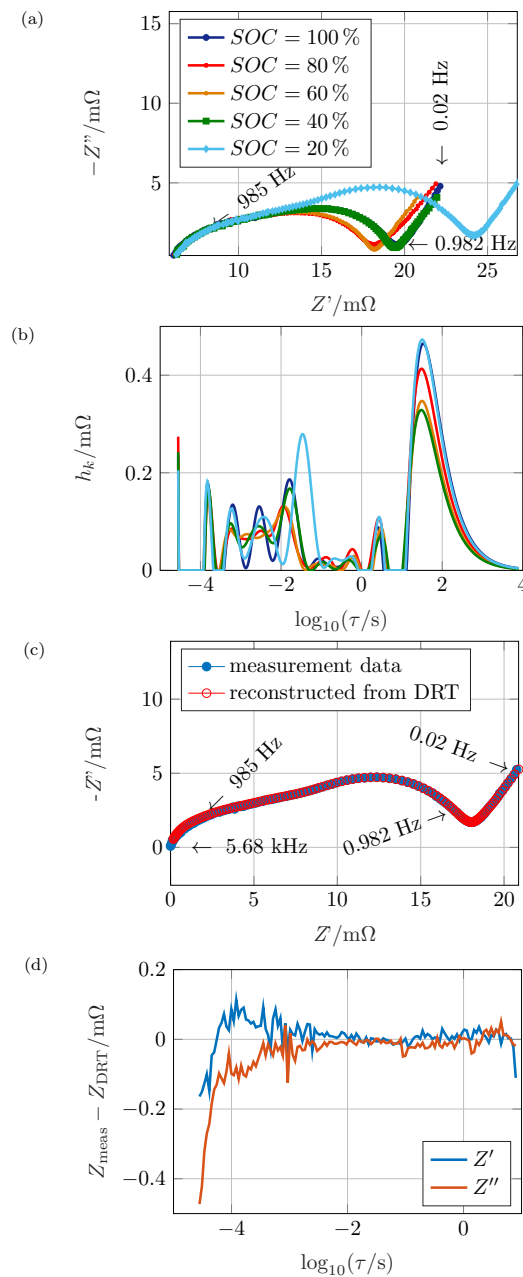 (a)
15
10
5
−Z''/mΩ
SOC = 100 %
SOC = 80 %
SOC = 60 %
SOC = 40 %
SOC = 20 %
← 985 Hz
← 0.02 Hz
← 0.982 Hz
10 15 20 25
Z'/mΩ
(b)
0.4
0.2
0
h_k/mΩ
−4 −2 0 2 4
log₁₀(τ/s)
(c)
10
5
0
-Z''/mΩ
measurement data
reconstructed from DRT
← 985 Hz
0.02 Hz →
0.982 Hz →
← 5.68 kHz
0 5 10 15 20
Z'/mΩ
(d)
0.2
0
−0.2
−0.4
Z_meas − Z_DRT/mΩ
Z'
Z''
−4 −2 0
log₁₀(τ/s)